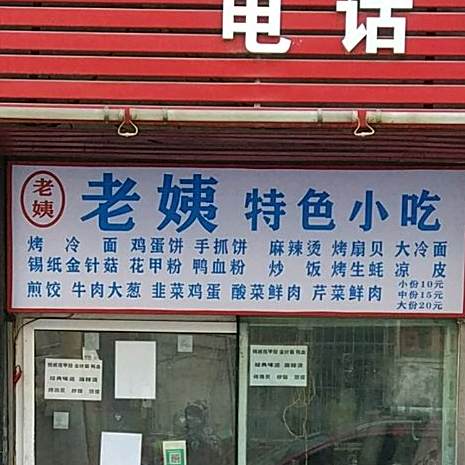 电话
老姨
老姨 特色小吃
烤冷面 鸡蛋饼 手抓饼 麻辣烫 烤扇贝 大冷面
锡纸金针菇 花甲粉 鸭血粉 炒饭 烤生蚝 凉皮
煎饺 牛肉大葱 韭菜鸡蛋 酸菜鲜肉 芹菜鲜肉
小份10元
中份15元
大份20元